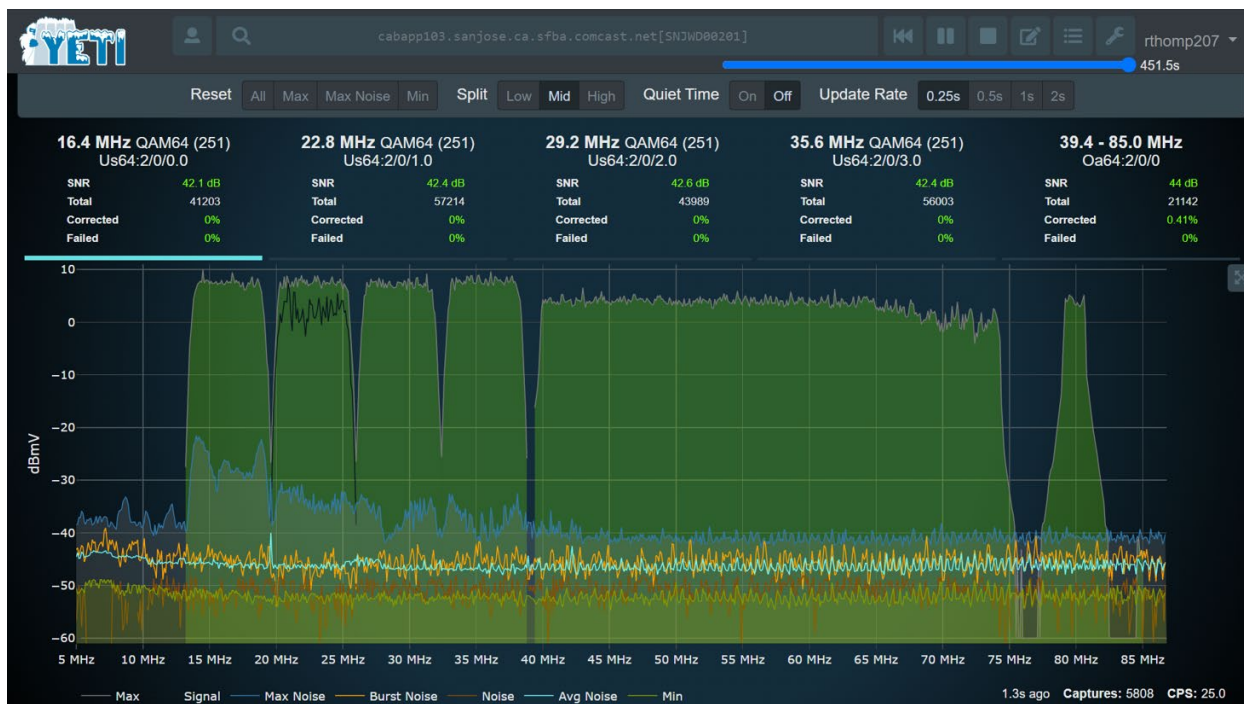 YETI
cabapp103.sanjose.ca.sfba.comcast.net[SNJWD00201]
rthomp207
451.5s
Reset All Max Max Noise Min Split Low Mid High Quiet Time On Off Update Rate 0.25s 0.5s 1s 2s
16.4 MHz QAM64 (251) 22.8 MHz QAM64 (251) 29.2 MHz QAM64 (251) 35.6 MHz QAM64 (251) 39.4 - 85.0 MHz
Us64:2/0/0.0 Us64:2/0/1.0 Us64:2/0/2.0 Us64:2/0/3.0 Oa64:2/0/0
SNR 42.1 dB SNR 42.4 dB SNR 42.6 dB SNR 42.4 dB SNR 44 dB
Total 41203 Total 57214 Total 43989 Total 56003 Total 21142
Corrected 0% Corrected 0% Corrected 0% Corrected 0% Corrected 0.41%
Failed 0% Failed 0% Failed 0% Failed 0% Failed 0%
10
0
−10
−20
dBmV
−30
−40
−50
−60
5 MHz 10 MHz 15 MHz 20 MHz 25 MHz 30 MHz 35 MHz 40 MHz 45 MHz 50 MHz 55 MHz 60 MHz 65 MHz 70 MHz 75 MHz 80 MHz 85 MHz
Max Signal Max Noise Burst Noise Noise Avg Noise Min 1.3s ago Captures: 5808 CPS: 25.0